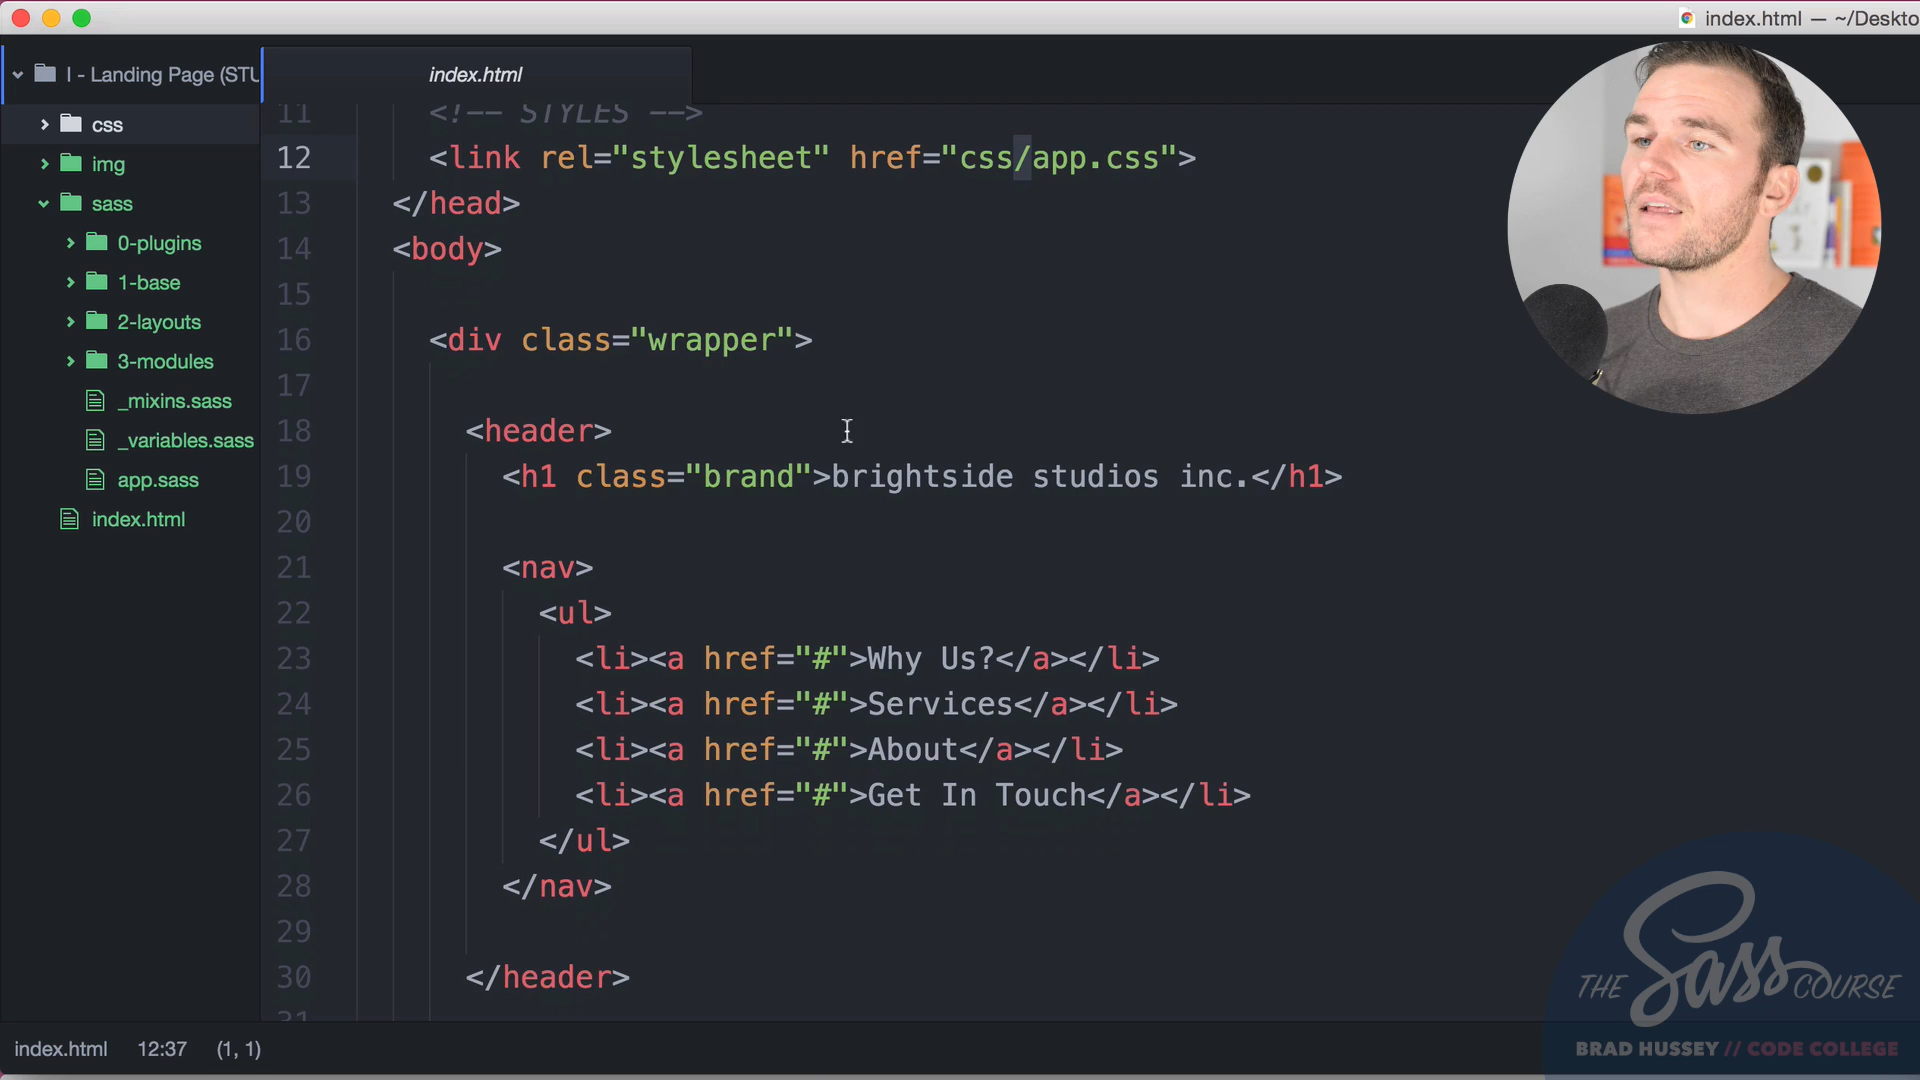 index.html — ~/Deskto
I - Landing Page (STU
css
img
sass
0-plugins
1-base
2-layouts
3-modules
_mixins.sass
_variables.sass
app.sass
index.html
index.html
11 <!-- STYLES -->
12 <link rel="stylesheet" href="css/app.css">
13 </head>
14 <body>
15
16 <div class="wrapper">
17
18 <header>
19 <h1 class="brand">brightside studios inc.</h1>
20
21 <nav>
22 <ul>
23 <li><a href="#">Why Us?</a></li>
24 <li><a href="#">Services</a></li>
25 <li><a href="#">About</a></li>
26 <li><a href="#">Get In Touch</a></li>
27 </ul>
28 </nav>
29
30 </header>
31
index.html 12:37 (1, 1)
THE Sass COURSE
BRAD HUSSEY // CODE COLLEGE